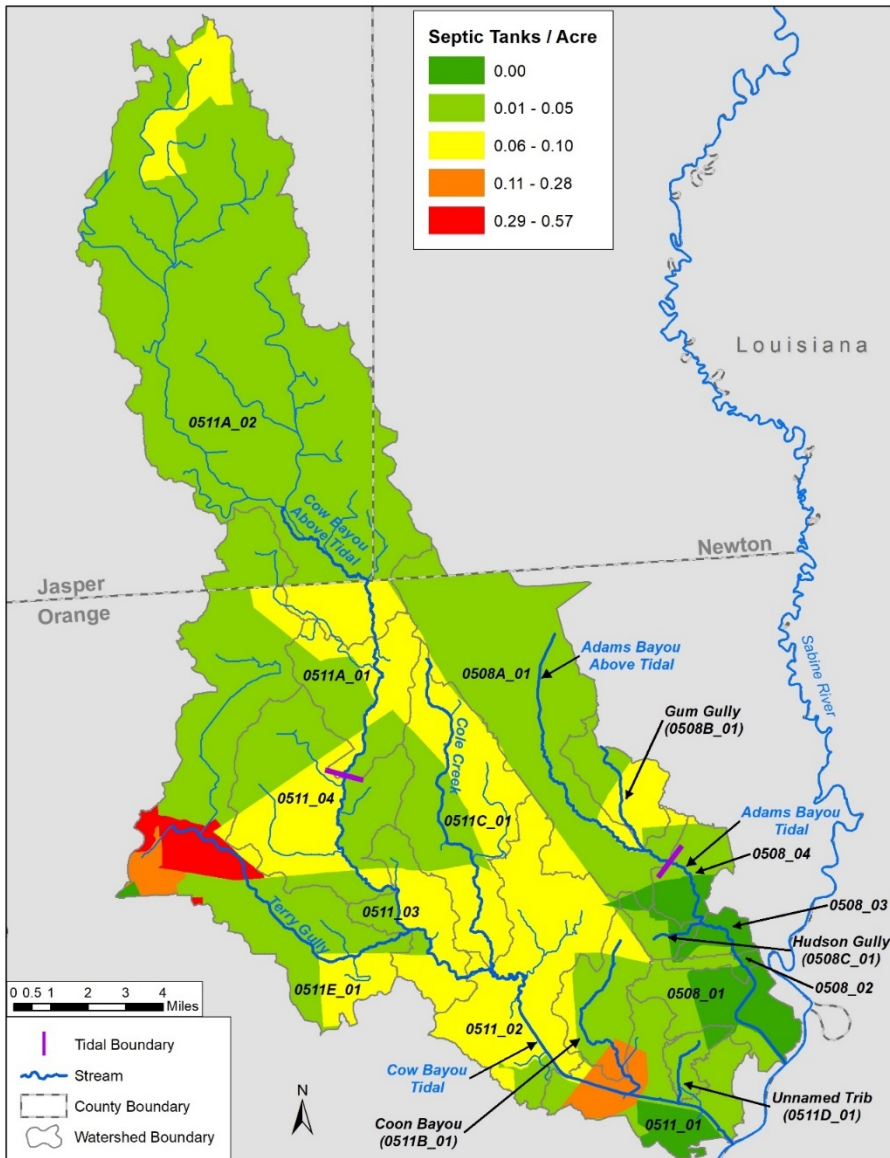 Septic Tanks / Acre
0.00
0.01 - 0.05
0.06 - 0.10
0.11 - 0.28
0.29 - 0.57
Louisiana
0511A_02
Cow Bayou
Above Tidal
Newton
Jasper
Orange
Sabine River
Adams Bayou
Above Tidal
0511A_01
0508A_01
Gum Gully
(0508B_01)
Cole Creek
0511_04
0511C_01
Adams Bayou
Tidal
0508_04
0511_03
0508_03
Terry Gully
Hudson Gully
(0508C_01)
0511E_01
0508_01
0508_02
0511_02
Cow Bayou
Tidal
Coon Bayou
(0511B_01)
Unnamed Trib
(0511D_01)
0511_01
0 0.5 1 2 3 4
Miles
Tidal Boundary
Stream
County Boundary
Watershed Boundary
N